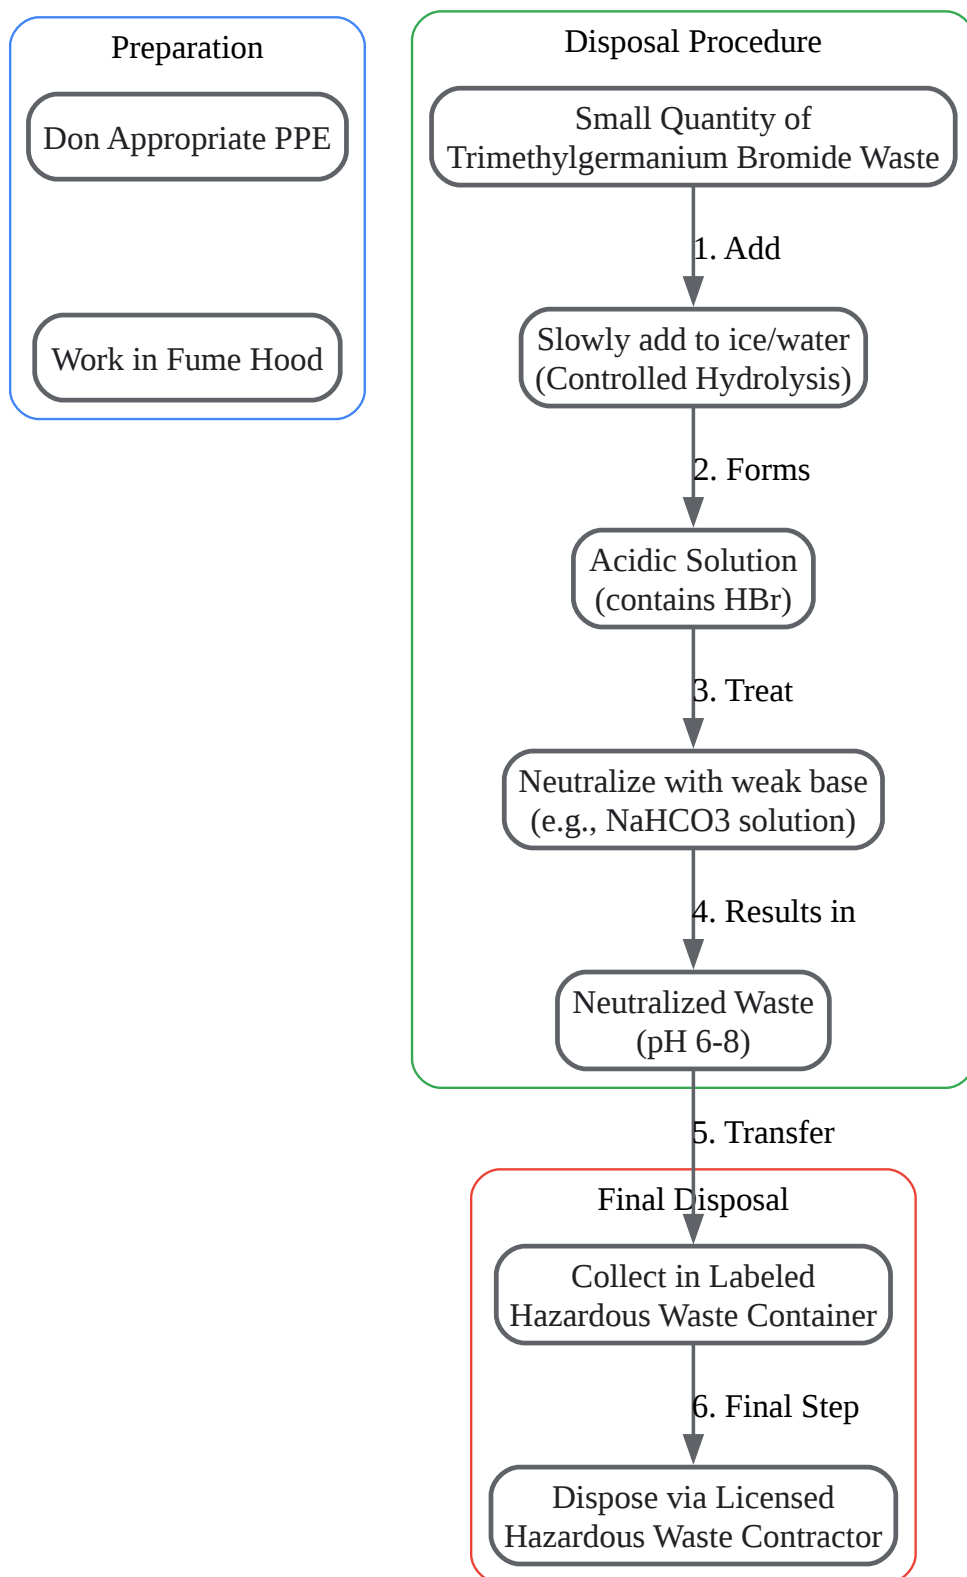 Preparation
Don Appropriate PPE
Work in Fume Hood
Disposal Procedure
Small Quantity of
Trimethylgermanium Bromide Waste
1. Add
Slowly add to ice/water
(Controlled Hydrolysis)
2. Forms
Acidic Solution
(contains HBr)
3. Treat
Neutralize with weak base
(e.g., NaHCO3 solution)
4. Results in
Neutralized Waste
(pH 6-8)
5. Transfer
Final Disposal
Collect in Labeled
Hazardous Waste Container
6. Final Step
Dispose via Licensed
Hazardous Waste Contractor